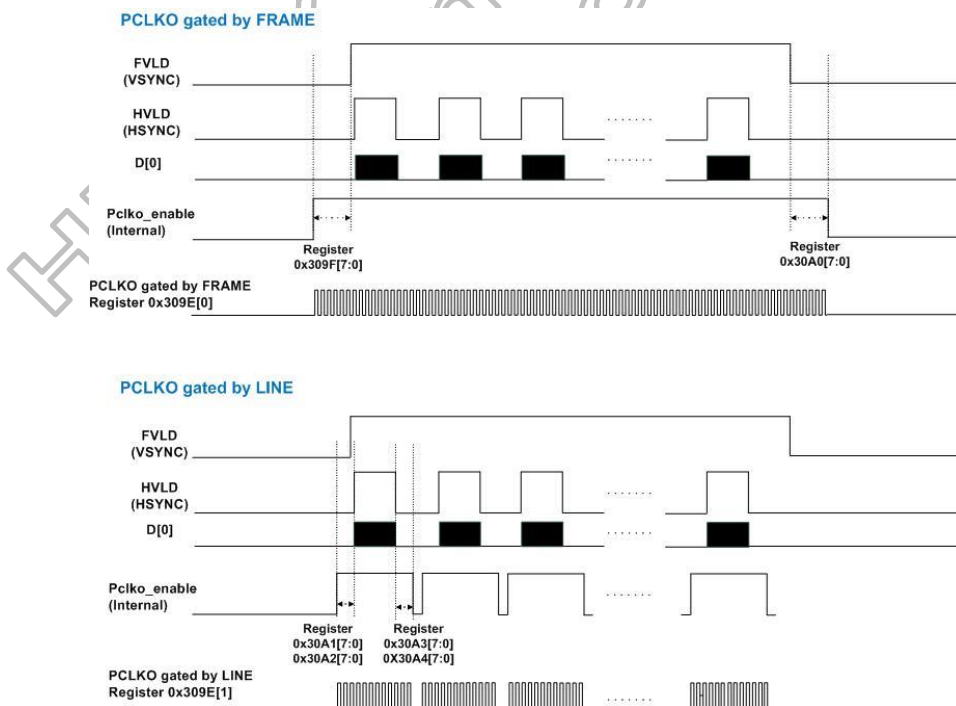 PCLKO gated by FRAME
FVLD
(VSYNC)
HVLD
(HSYNC)
D[0]
Pclko_enable
(Internal)
Register
0x309F[7:0]
Register
0x30A0[7:0]
PCLKO gated by FRAME
Register 0x309E[0]
PCLKO gated by LINE
FVLD
(VSYNC)
HVLD
(HSYNC)
D[0]
Pclko_enable
(Internal)
Register
0x30A1[7:0]
0x30A2[7:0]
Register
0x30A3[7:0]
0X30A4[7:0]
PCLKO gated by LINE
Register 0x309E[1]